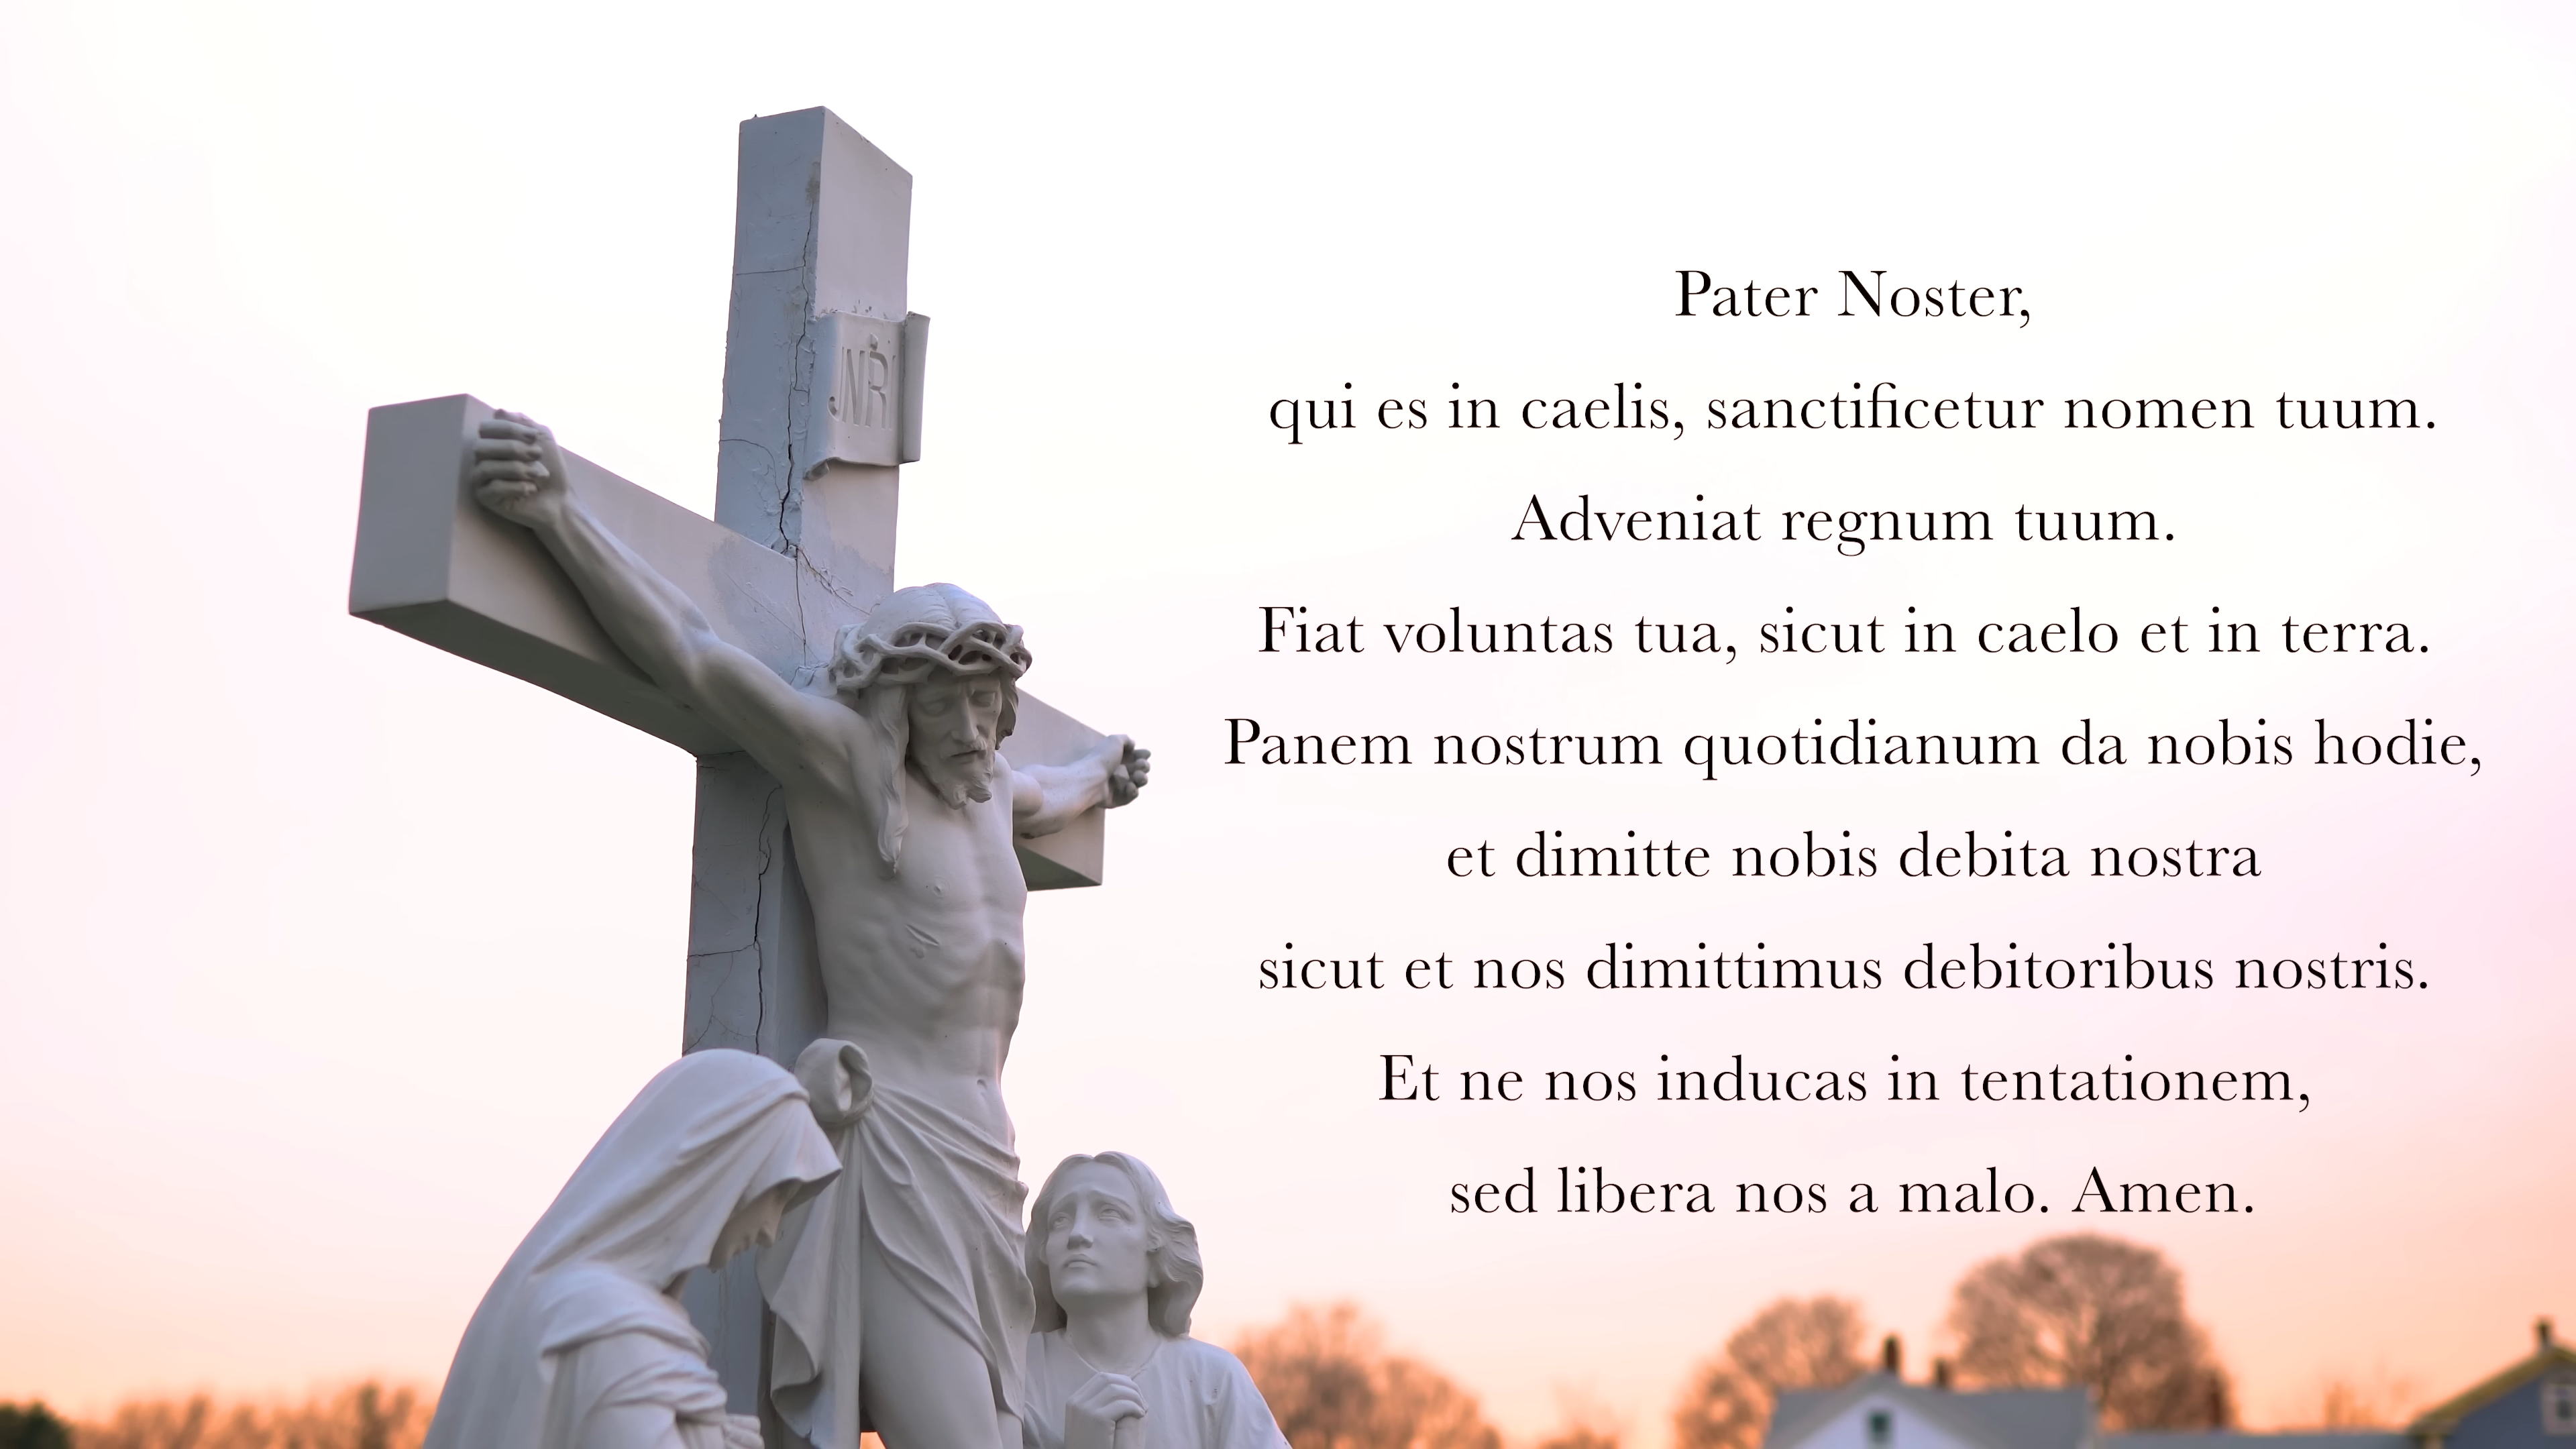 JNRI
Pater Noster,
qui es in caelis, sanctificetur nomen tuum.
Adveniat regnum tuum.
Fiat voluntas tua, sicut in caelo et in terra.
Panem nostrum quotidianum da nobis hodie,
et dimitte nobis debita nostra
sicut et nos dimittimus debitoribus nostris.
Et ne nos inducas in tentationem,
sed libera nos a malo. Amen.